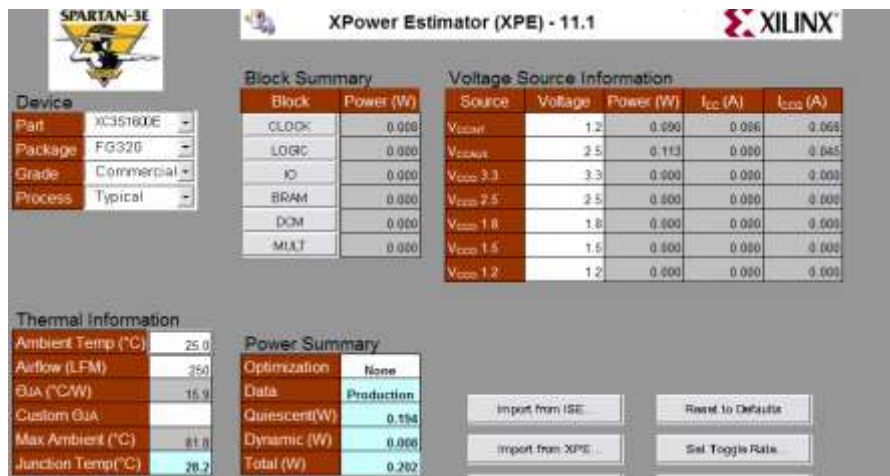 SPARTAN-3E
XPower Estimator (XPE) - 11.1
XILINX
Device
Part XC3S1600E
Package FG320
Grade Commercial
Process Typical
Block Summary
Block Power (W)
CLOCK 0.008
LOGIC 0.000
IO 0.000
BRAM 0.000
DCM 0.000
MULT 0.000
Voltage Source Information
Source Voltage Power (W) ICC (A) ICCQ (A)
VCCINT 1.2 0.090 0.006 0.068
VCCAUX 2.5 0.113 0.000 0.045
VCCO 3.3 3.3 0.000 0.000 0.000
VCCO 2.5 2.5 0.000 0.000 0.000
VCCO 1.8 1.8 0.000 0.000 0.000
VCCO 1.5 1.5 0.000 0.000 0.000
VCCO 1.2 1.2 0.000 0.000 0.000
Thermal Information
Ambient Temp (°C) 25.0
Airflow (LFM) 250
ΘJA (°C/W) 15.9
Custom ΘJA
Max Ambient (°C) 81.8
Junction Temp(°C) 28.2
Power Summary
Optimization None
Data Production
Quiescent(W) 0.194
Dynamic (W) 0.008
Total (W) 0.202
Import from ISE...
Reset to Defaults
Import from XPE...
Set Toggle Rate...